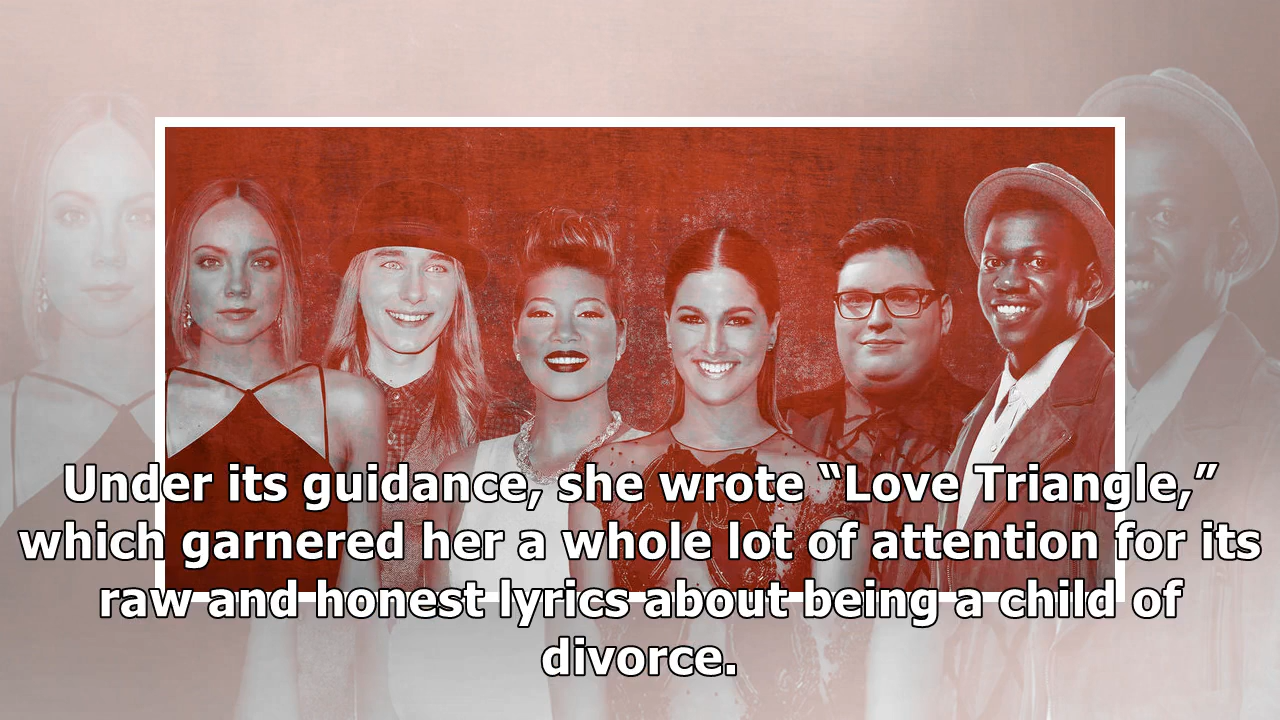 Under its guidance, she wrote “Love Triangle,”
which garnered her a whole lot of attention for its
raw and honest lyrics about being a child of
divorce.